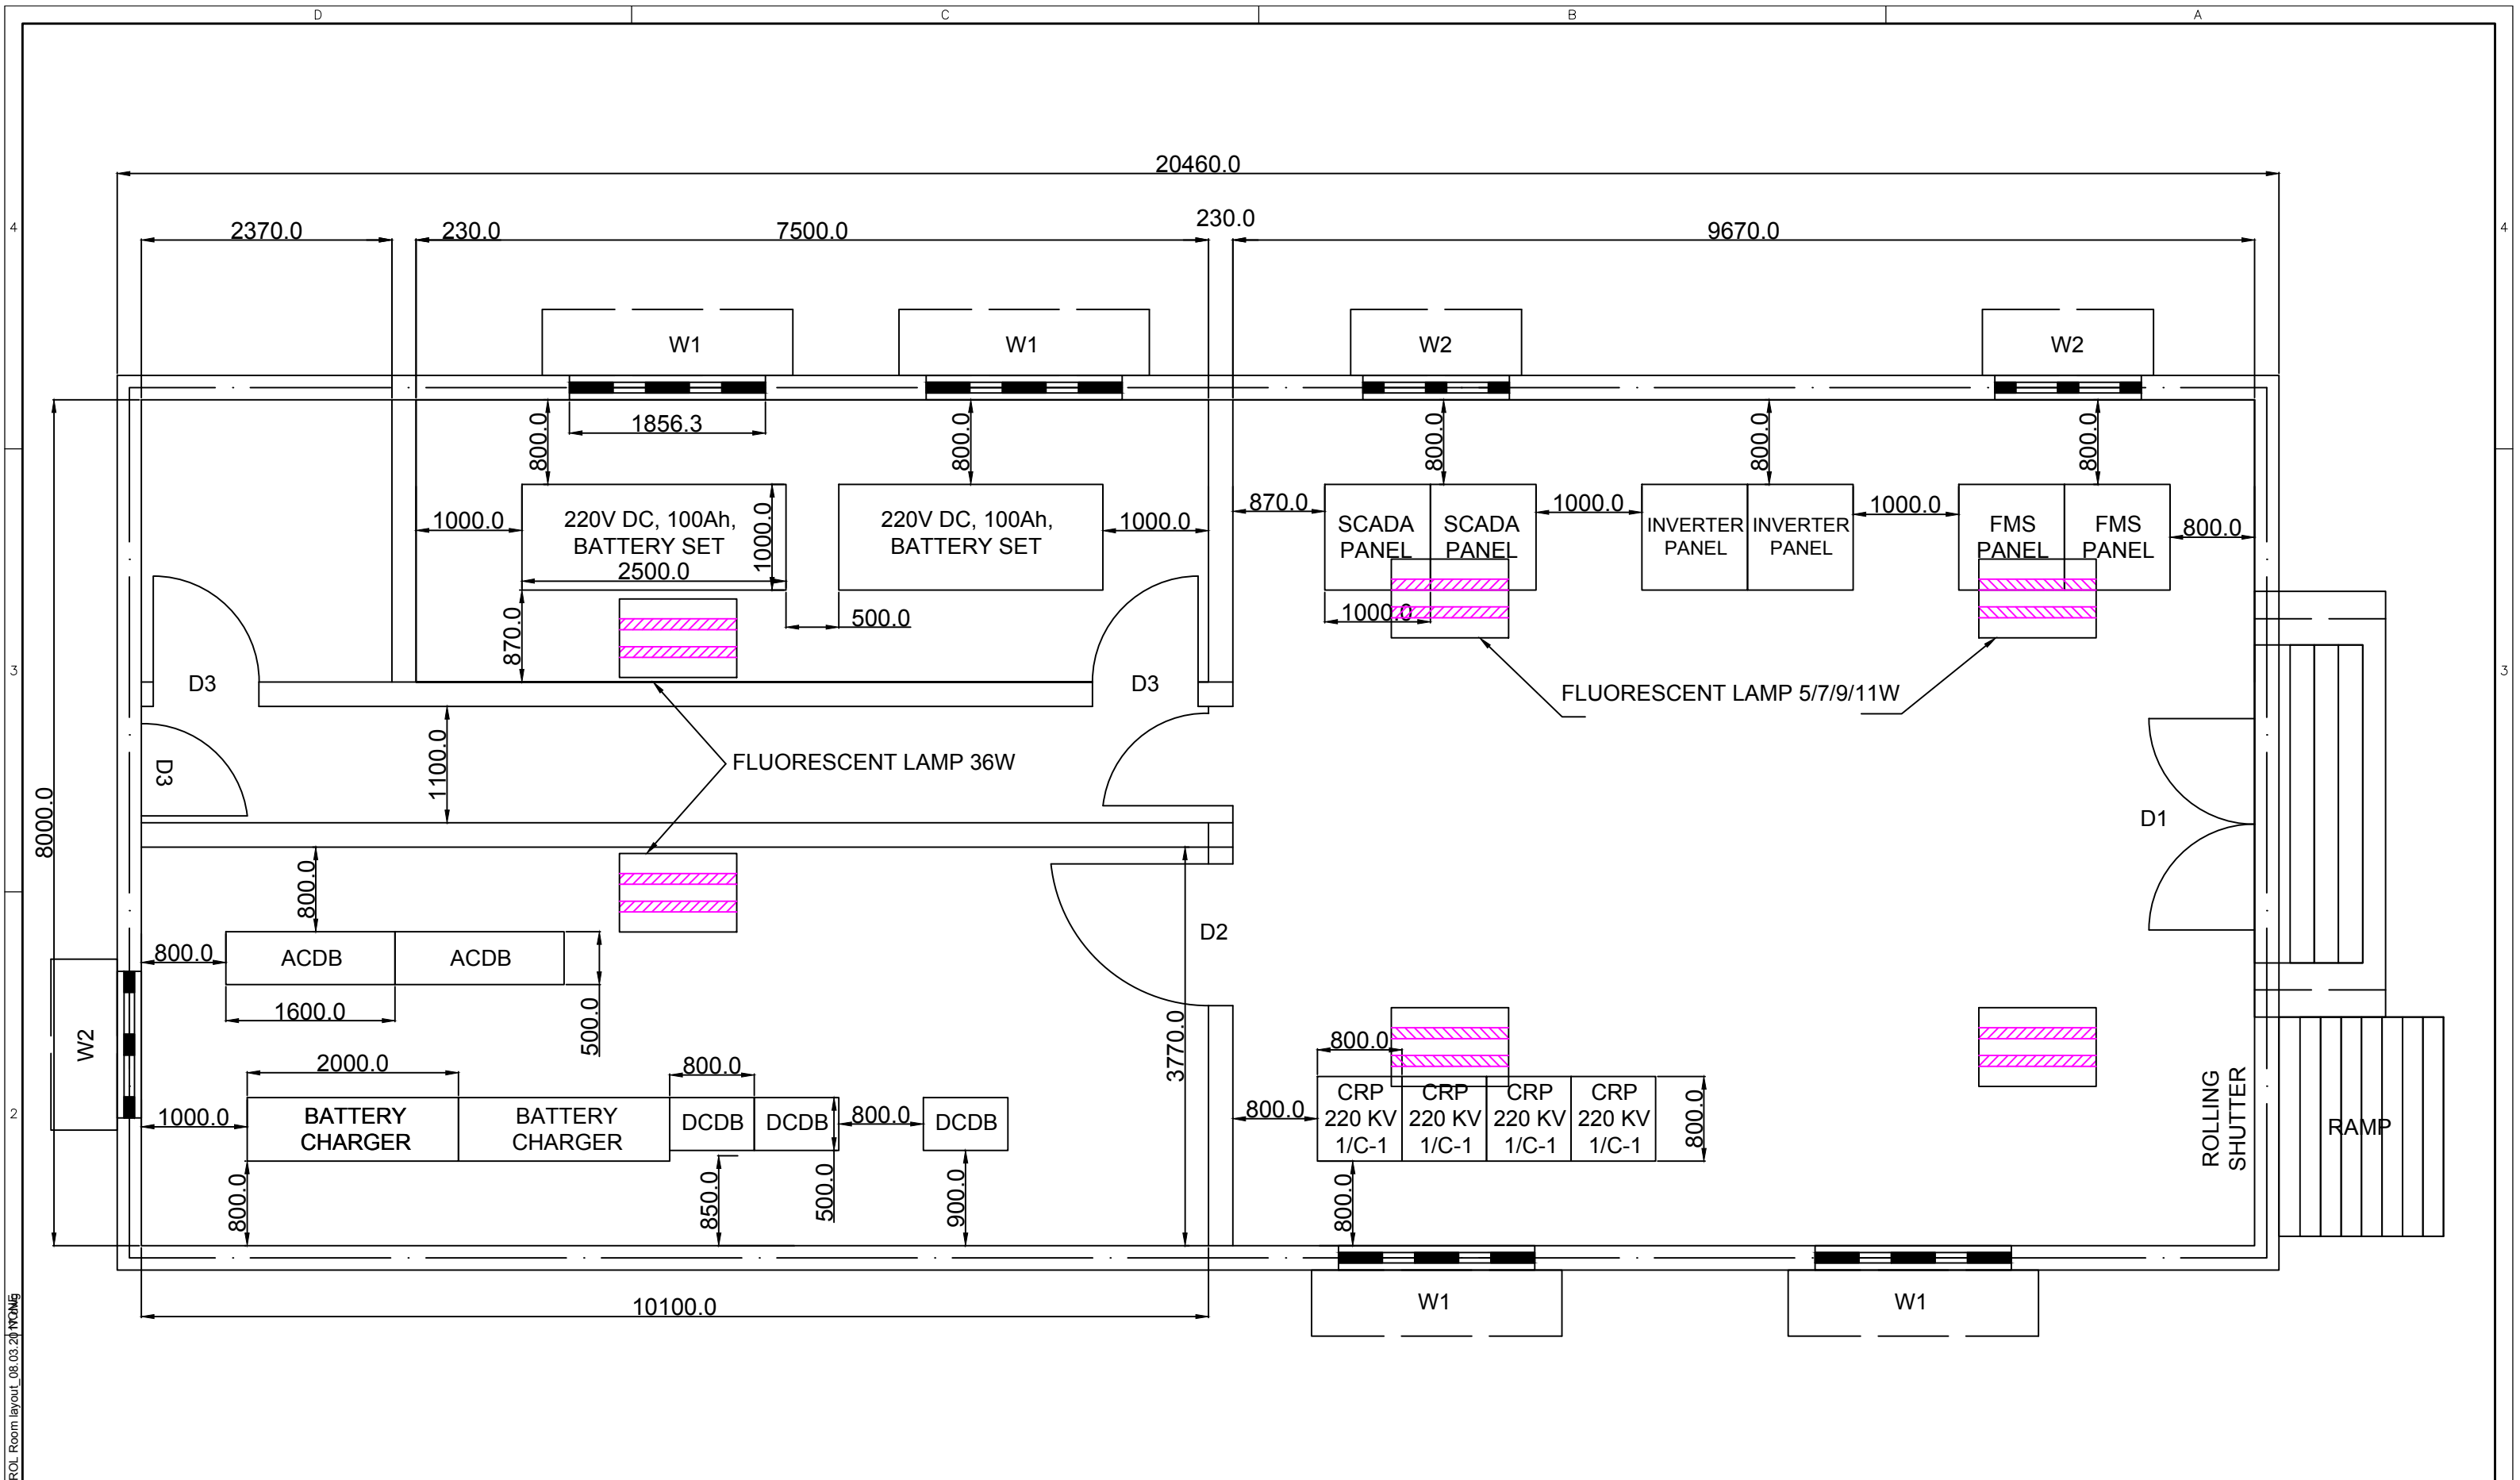 D C B A
20460.0
230.0
4 2370.0 230.0 7500.0 9670.0 4
W1 W1 W2 W2
1856.3
800.0 800.0 800.0 800.0 800.0
870.0 1000.0 1000.0
1000.0 220V DC, 100Ah,
BATTERY SET
1000.0
2500.0
220V DC, 100Ah,
BATTERY SET
1000.0
SCADA
PANEL
SCADA
PANEL
INVERTER
PANEL
INVERTER
PANEL
FMS
PANEL
FMS
PANEL
800.0
870.0
500.0
1000.0
3 D3 D3 3
FLUORESCENT LAMP 5/7/9/11W
FLUORESCENT LAMP 36W
D3
1100.0
8000.0
D1
800.0
D2
800.0 ACDB ACDB
1600.0
500.0
3770.0
W2
2000.0 800.0
1000.0
BATTERY
CHARGER
BATTERY
CHARGER
DCDB DCDB 800.0 DCDB
800.0
850.0
500.0
900.0
800.0
800.0
CRP
220 KV
1/C-1
CRP
220 KV
1/C-1
CRP
220 KV
1/C-1
CRP
220 KV
1/C-1
800.0
800.0
ROLLING
SHUTTER
RAMP
2
10100.0
W1 W1
ROL Room layout_08.03.201